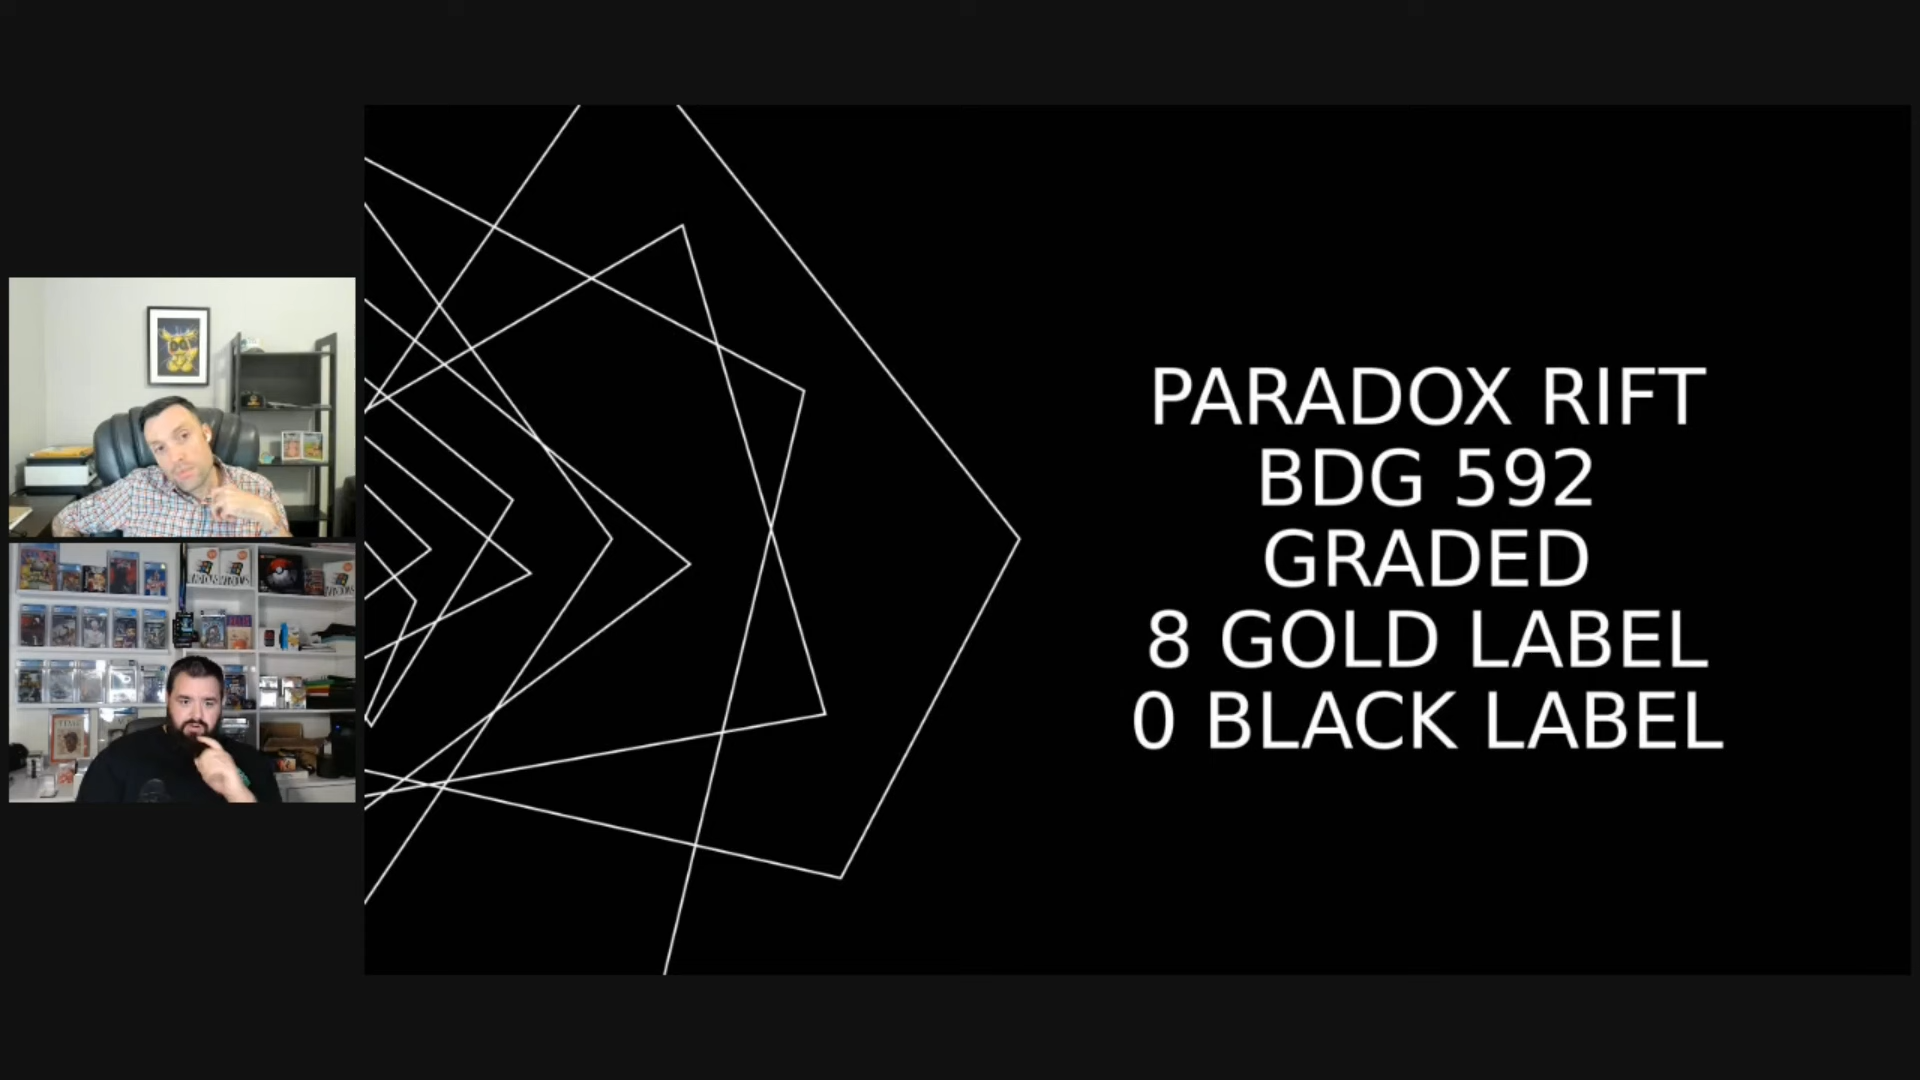 PARADOX RIFT
BDG 592
GRADED
8 GOLD LABEL
0 BLACK LABEL